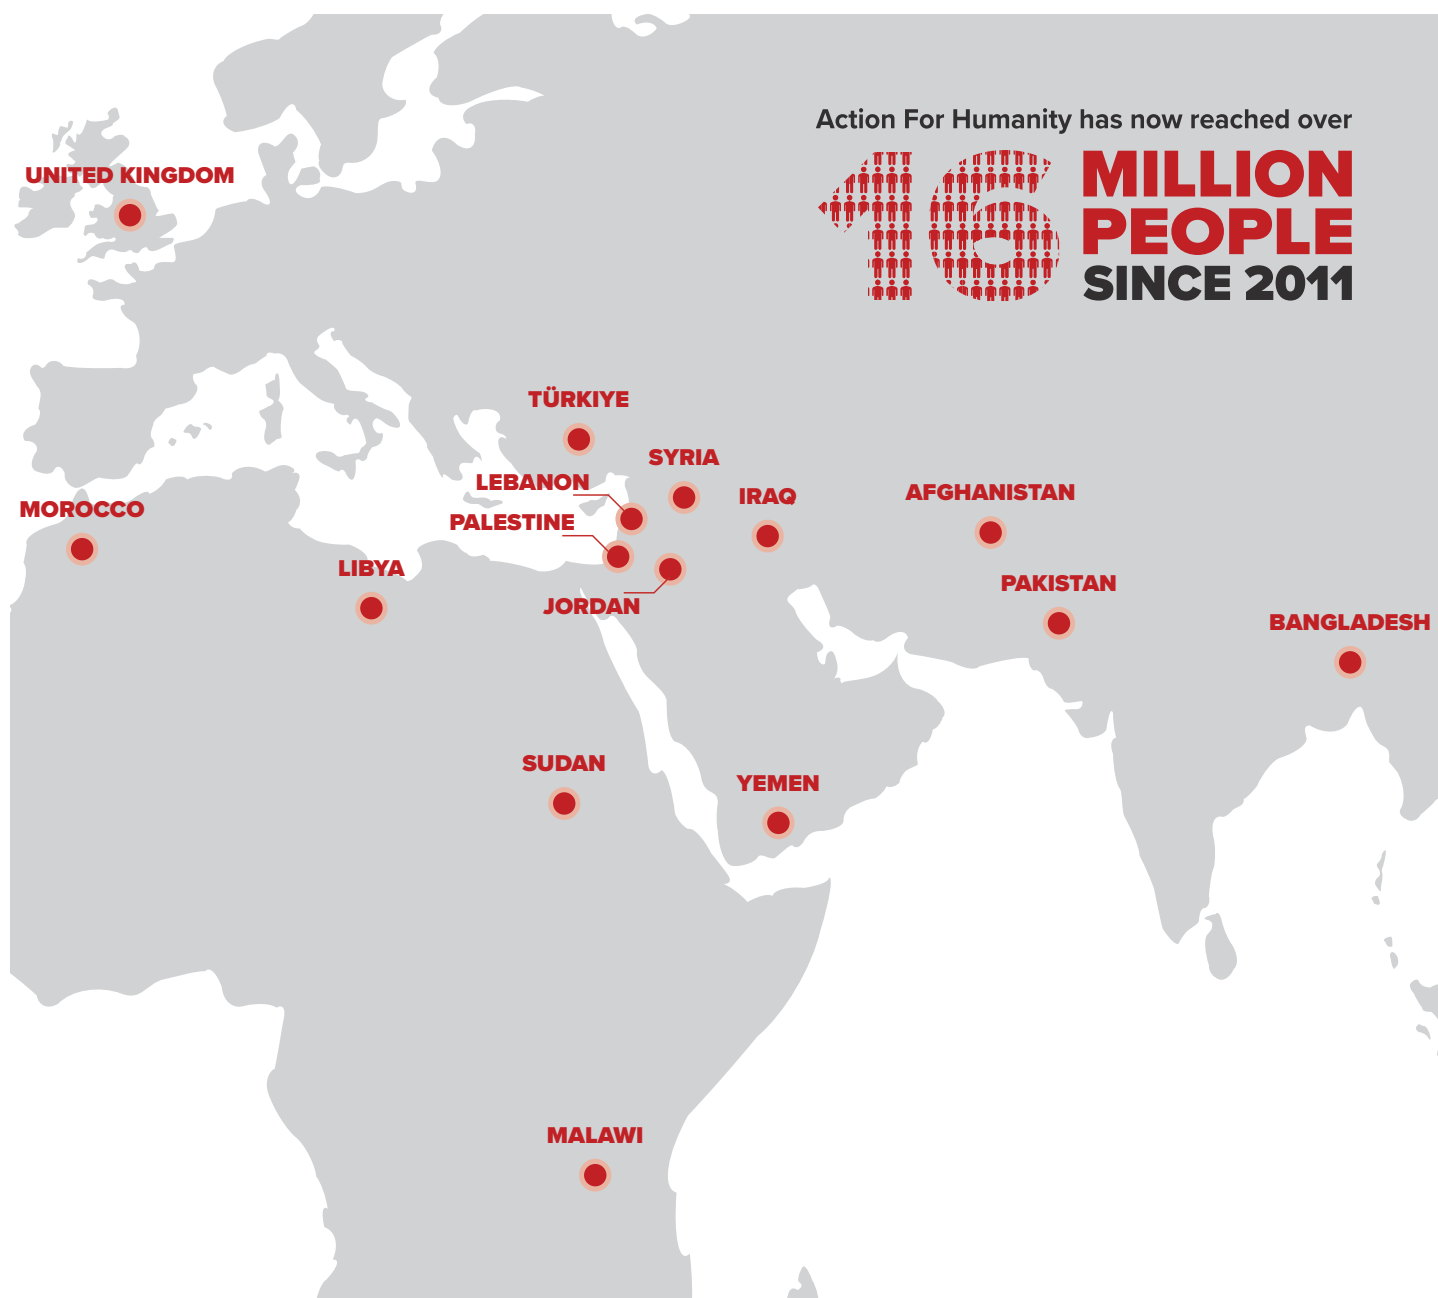 Action For Humanity has now reached over
16 MILLION
PEOPLE
SINCE 2011
UNITED KINGDOM
TÜRKIYE
SYRIA
LEBANON
IRAQ
AFGHANISTAN
MOROCCO
PALESTINE
LIBYA
PAKISTAN
JORDAN
BANGLADESH
SUDAN
YEMEN
MALAWI